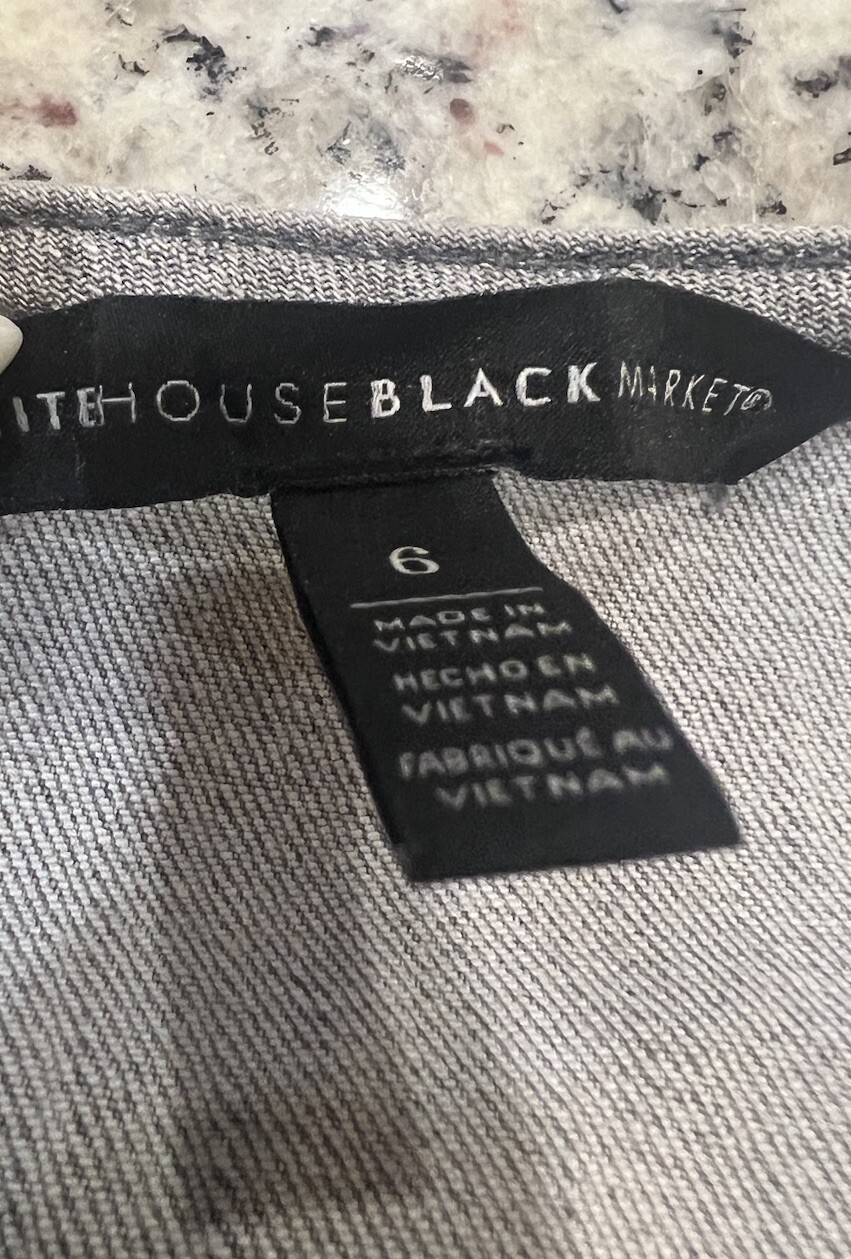 ITEHOUSEBLACK MARKET®
6
MADE IN
VIETNAM
HECHO EN
VIETNAM
FABRIQUÉ AU
VIETNAM